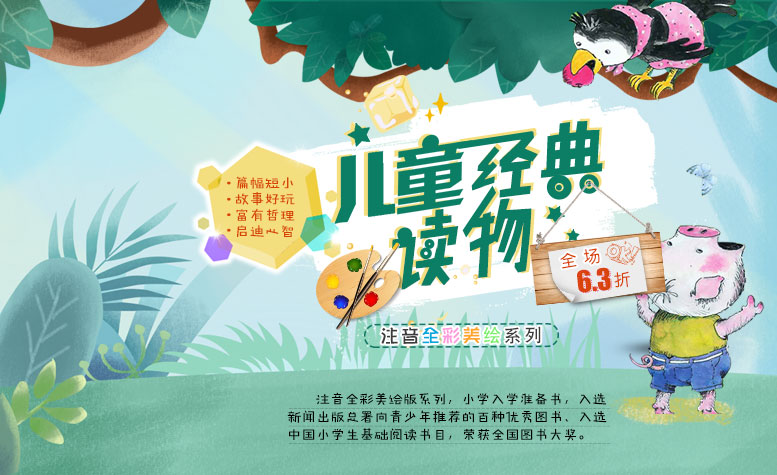 儿童经典
读物
·篇幅短小
·故事好玩
·富有哲理
·启迪心智
全场
6.3折
注音全彩美绘系列
注音全彩美绘版系列，小学入学准备书，入选
新闻出版总署向青少年推荐的百种优秀图书、入选
中国小学生基础阅读书目，荣获全国图书大奖。